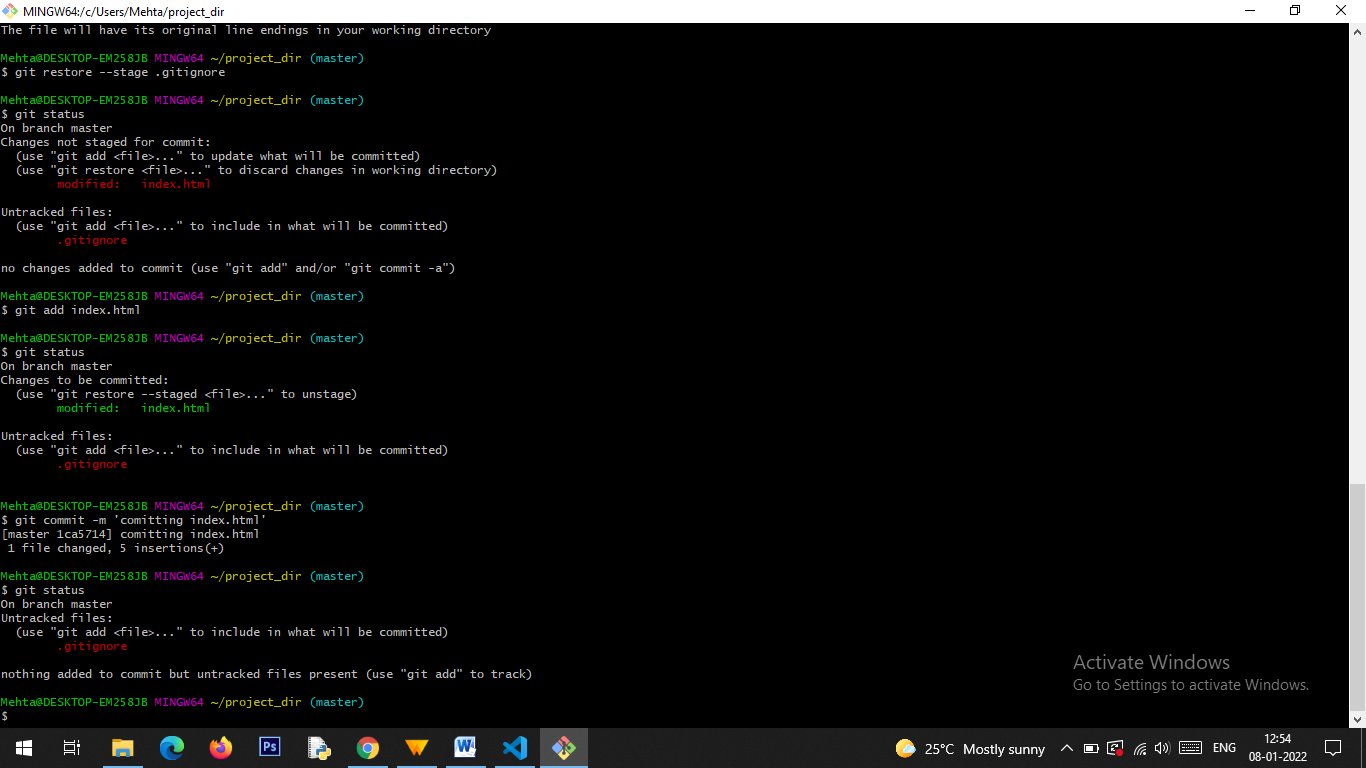 MINGW64:/c/Users/Mehta/project_dir
The file will have its original line endings in your working directory
Mehta@DESKTOP-EM258JB MINGW64 ~/project_dir (master)
$ git restore --stage .gitignore
Mehta@DESKTOP-EM258JB MINGW64 ~/project_dir (master)
$ git status
On branch master
Changes not staged for commit:
  (use "git add <file>..." to update what will be committed)
  (use "git restore <file>..." to discard changes in working directory)
        modified:   index.html
Untracked files:
  (use "git add <file>..." to include in what will be committed)
        .gitignore
no changes added to commit (use "git add" and/or "git commit -a")
Mehta@DESKTOP-EM258JB MINGW64 ~/project_dir (master)
$ git add index.html
Mehta@DESKTOP-EM258JB MINGW64 ~/project_dir (master)
$ git status
On branch master
Changes to be committed:
  (use "git restore --staged <file>..." to unstage)
        modified:   index.html
Untracked files:
  (use "git add <file>..." to include in what will be committed)
        .gitignore
Mehta@DESKTOP-EM258JB MINGW64 ~/project_dir (master)
$ git commit -m 'comitting index.html'
[master 1ca5714] comitting index.html
 1 file changed, 5 insertions(+)
Mehta@DESKTOP-EM258JB MINGW64 ~/project_dir (master)
$ git status
On branch master
Untracked files:
  (use "git add <file>..." to include in what will be committed)
        .gitignore
nothing added to commit but untracked files present (use "git add" to track)
Mehta@DESKTOP-EM258JB MINGW64 ~/project_dir (master)
$
Activate Windows
Go to Settings to activate Windows.
Ps
W
25°C Mostly sunny
ENG
12:54
08-01-2022